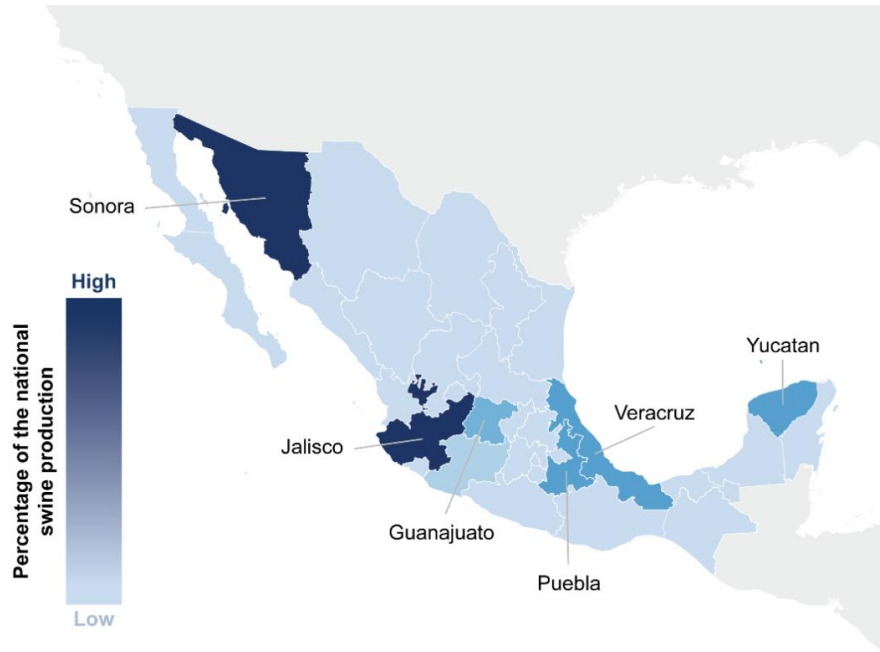 Sonora
High
Percentage of the national
swine production
Low
Yucatan
Veracruz
Jalisco
Guanajuato
Puebla